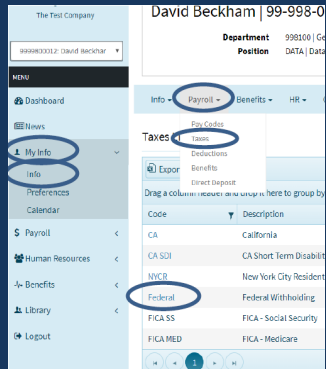 The Test Company
9999800012: David Beckhar
MENU
Dashboard
News
My Info
Info
Preferences
Calendar
$ Payroll
Human Resources
Benefits
Library
Logout
David Beckham | 99-998-0
Department 998100 | Ge
Position DATA | Data
Info Payroll Benefits HR
Pay Codes
Taxes
Deductions
Benefits
Direct Deposit
Taxes
Expor
Drag a column header and drop it here to group by
Code Description
CA California
CA SDI CA Short Term Disabilit
NYCR New York City Resident
Federal Federal Withholding
FICA SS FICA - Social Security
FICA MED FICA - Medicare
1